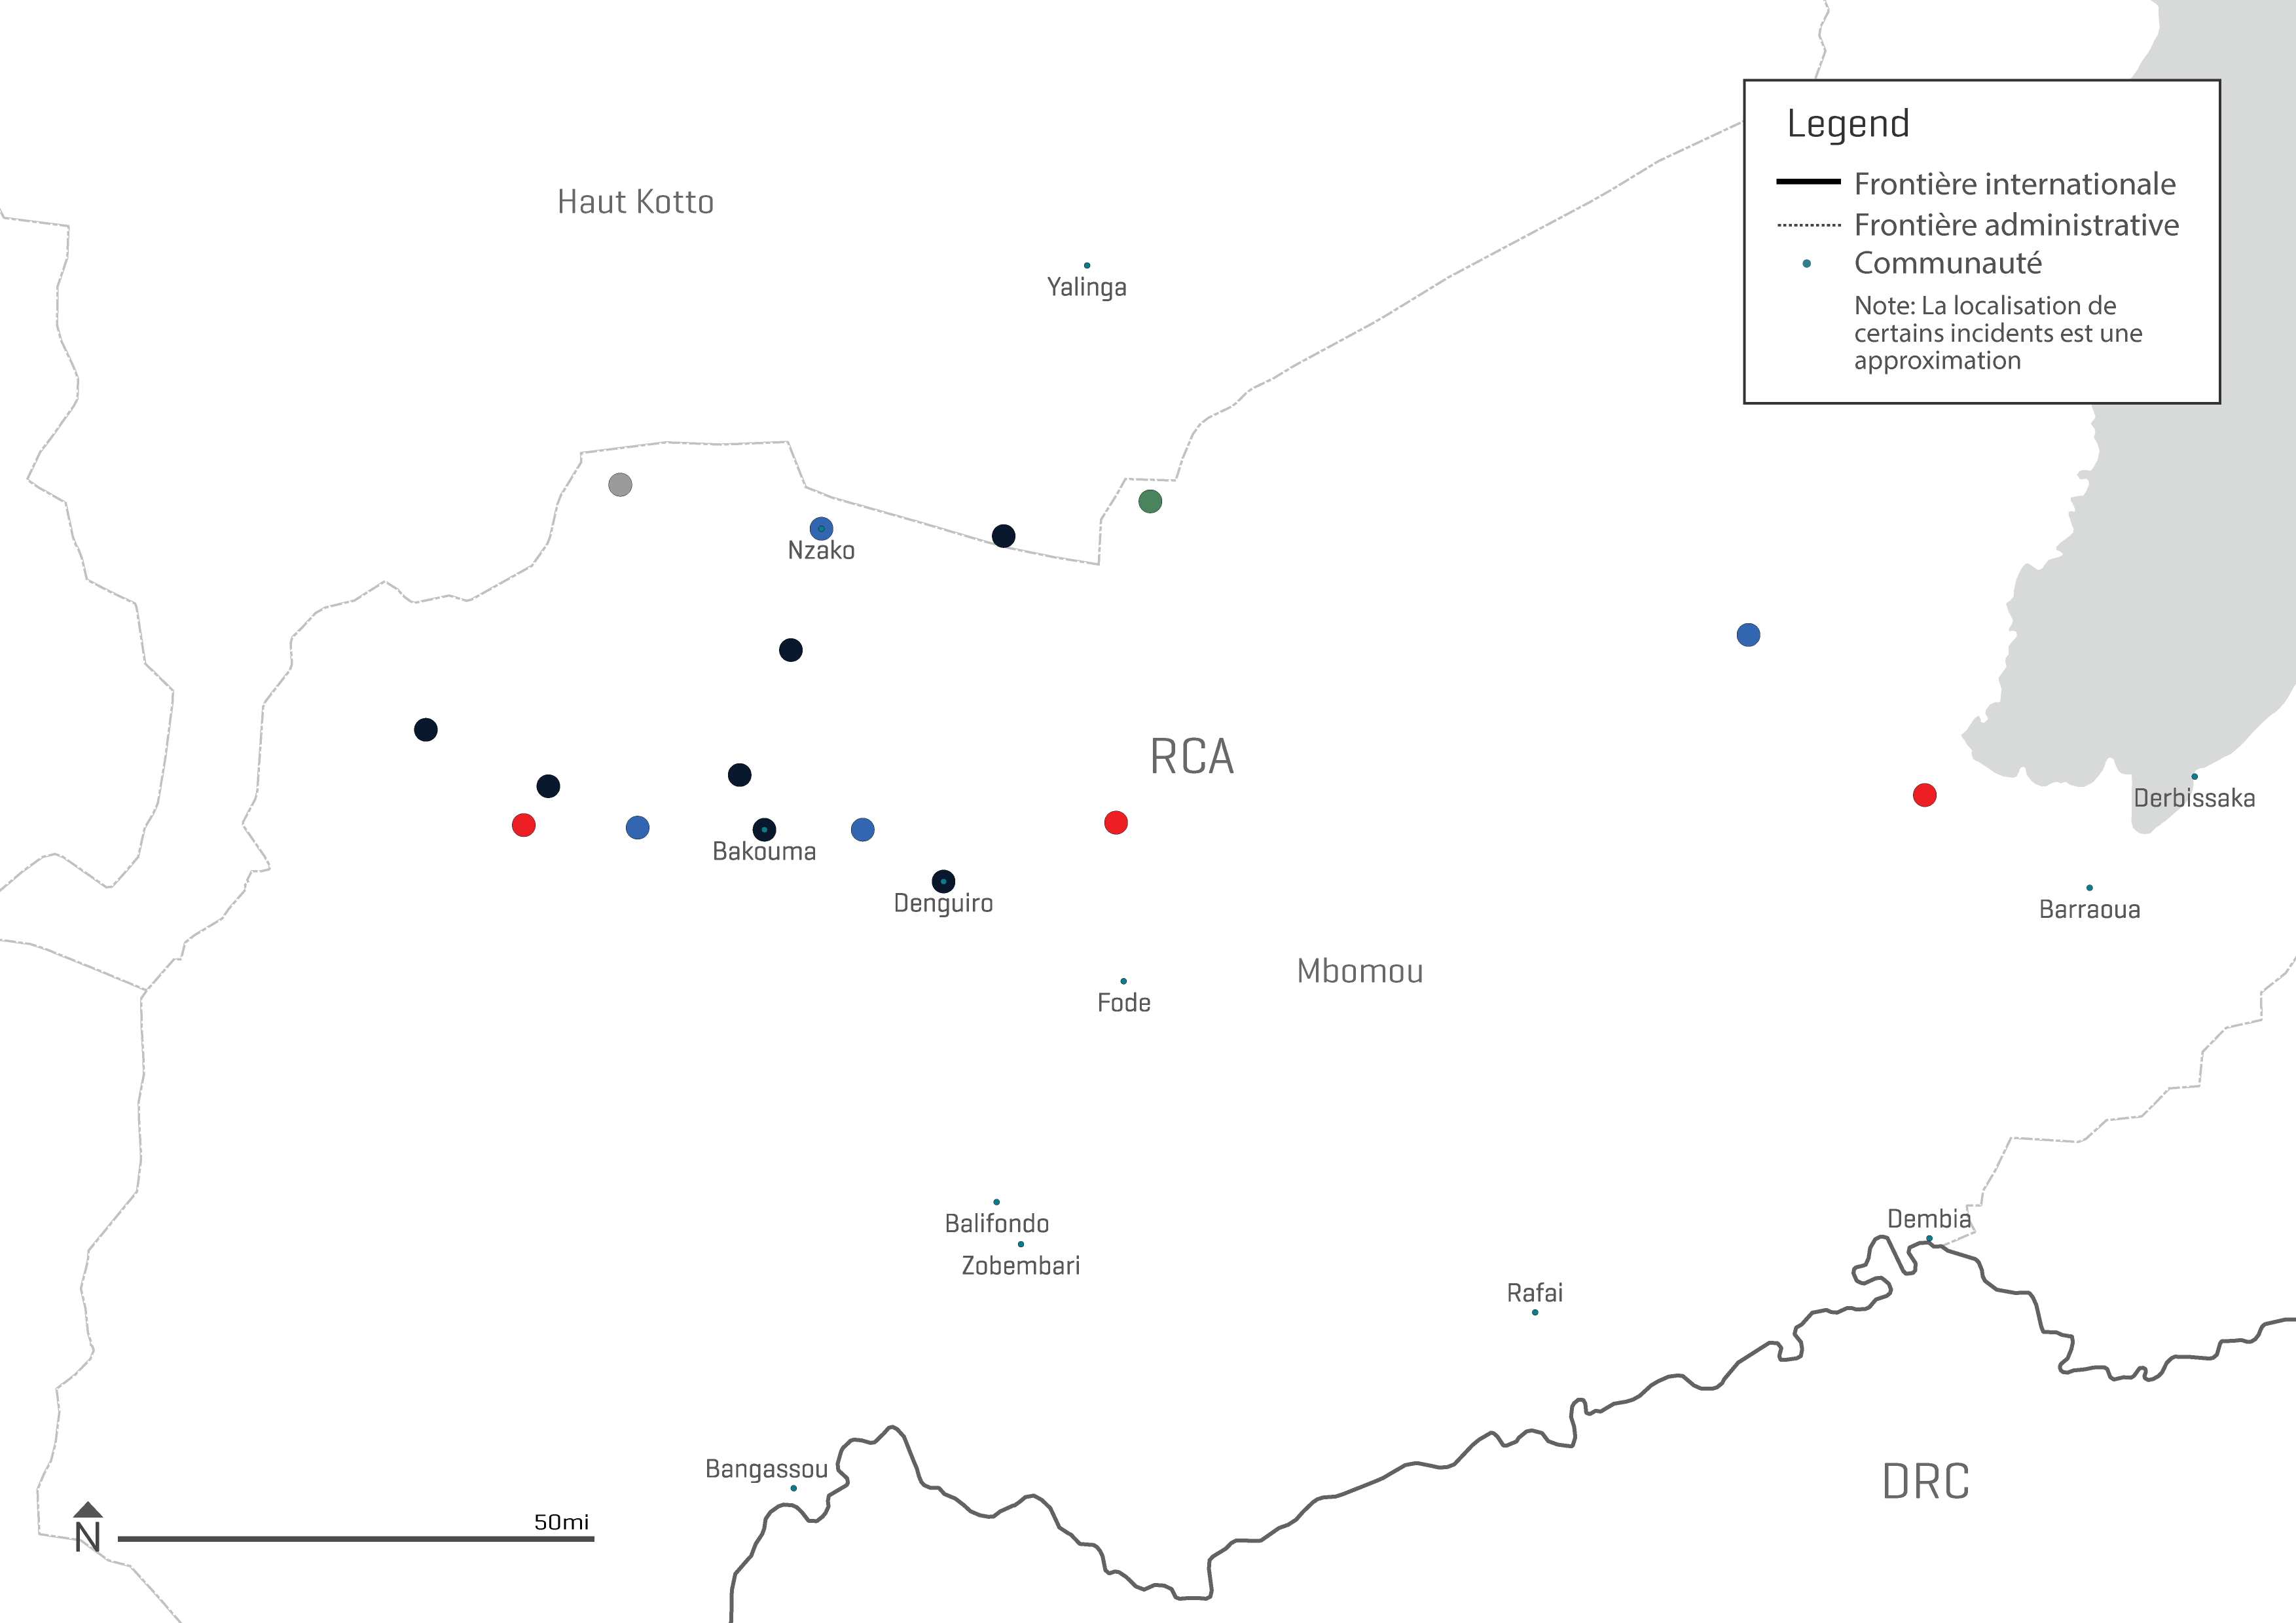 Legend
Frontière internationale
Frontière administrative
Communauté
Note: La localisation de
certains incidents est une
approximation
Haut Kotto
Yalinga
Nzako
RCA
Derbissaka
Bakouma
Denguiro
Barraoua
Mbomou
Fode
Balifondo
Dembia
Zobembari
Rafai
Bangassou
DRC
50mi
N